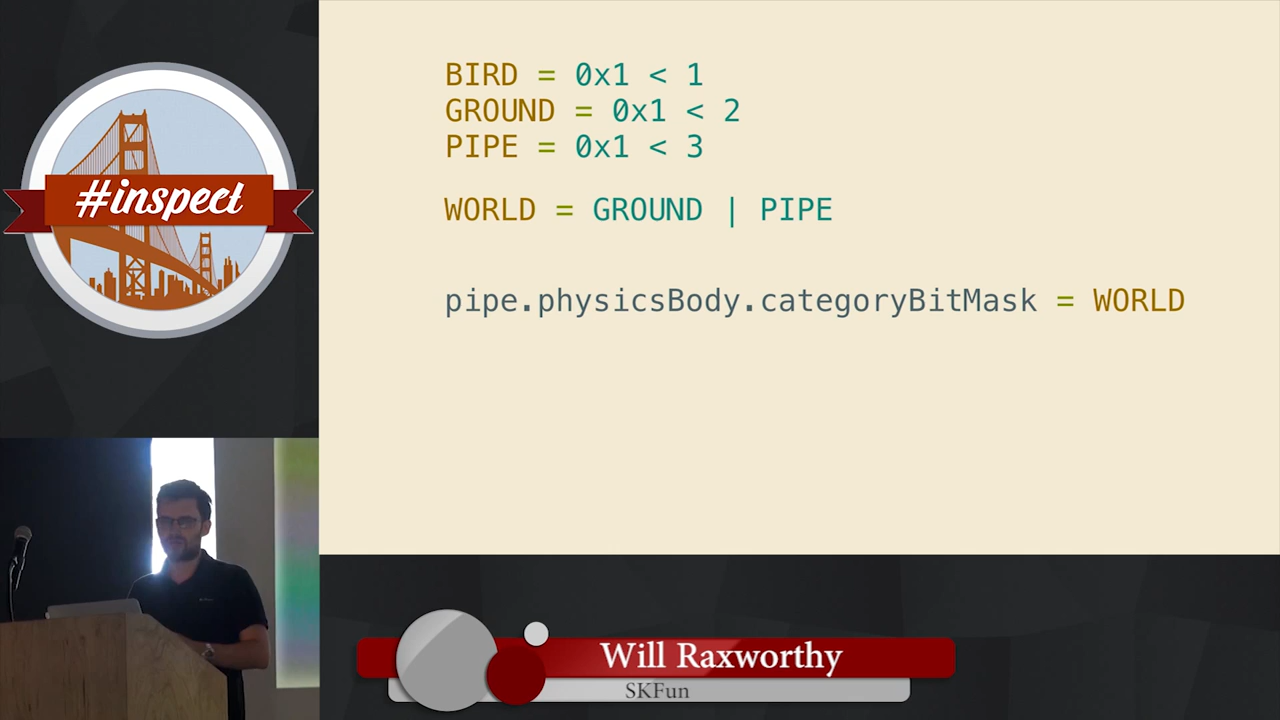 #inspect
BIRD = 0x1 < 1
GROUND = 0x1 < 2
PIPE = 0x1 < 3
WORLD = GROUND | PIPE
pipe.physicsBody.categoryBitMask = WORLD
Will Raxworthy
SKFun